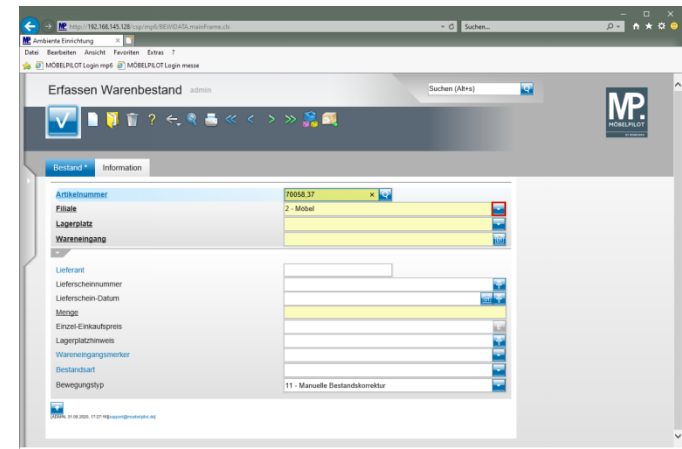 http://192.168.145.128/csp/mp6/BEWIDATA.mainFrame.cls
Suchen...
Ambiente Einrichtung
Datei Bearbeiten Ansicht Favoriten Extras ?
MÖBELPILOT Login mp6 MÖBELPILOT Login messe
Erfassen Warenbestand admin
Suchen (Alt+s)
MP.
MÖBELPILOT
Bestand * Information
Artikelnummer 70058,37
Filiale 2 - Möbel
Lagerplatz
Wareneingang
Lieferant
Lieferscheinnummer
Lieferschein-Datum
Menge
Einzel-Einkaufspreis
Lagerplatzhinweis
Wareneingangsmerker
Bestandsart
Bewegungstyp 11 - Manuelle Bestandskorrektur